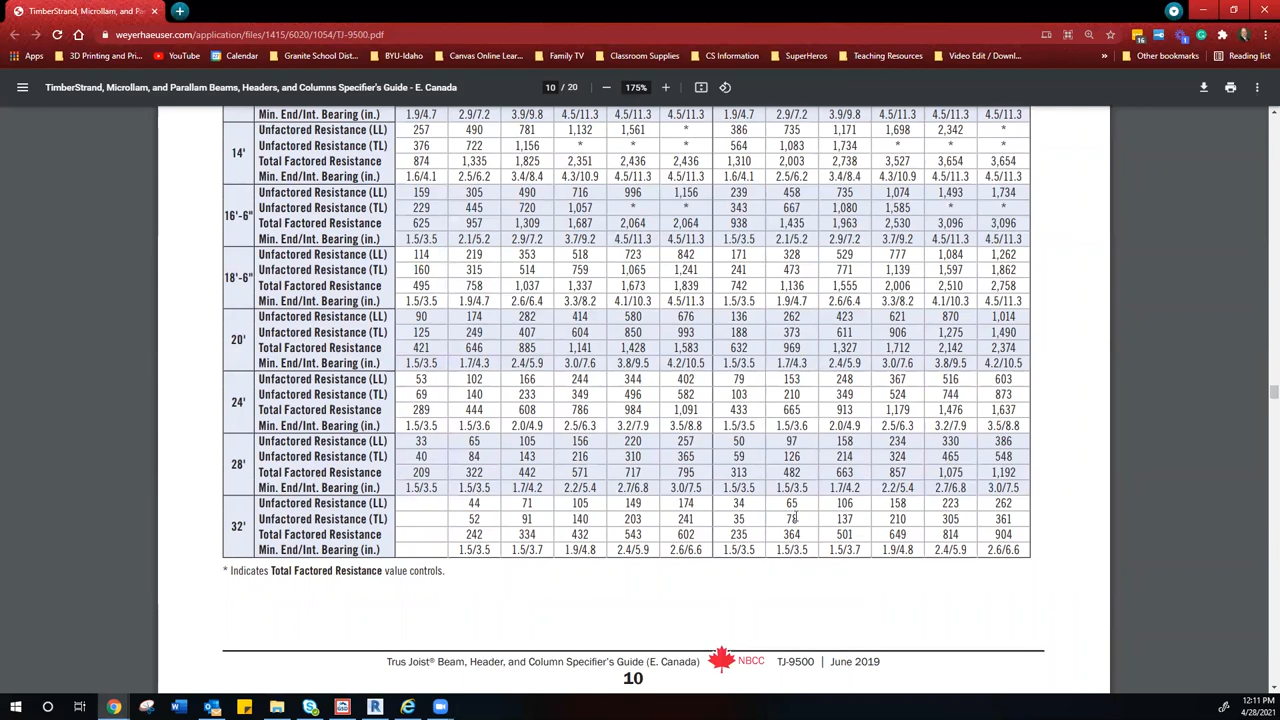 TimberStrand, Microllam, and Pa
weyerhaeuser.com/application/files/1415/6020/1054/TJ-9500.pdf
Apps 3D Printing and Pri... YouTube Calendar Granite School Dist... BYU-Idaho Canvas Online Lear... Family TV Classroom Supplies CS Information SuperHeros Teaching Resources Video Edit / Downl... » Other bookmarks Reading list
TimberStrand, Microllam, and Parallam Beams, Headers, and Columns Specifier's Guide - E. Canada 10 / 20 − 175% +
Min. End/Int. Bearing (in.) 1.9/4.7 2.9/7.2 3.9/9.8 4.5/11.3 4.5/11.3 4.5/11.3 1.9/4.7 2.9/7.2 3.9/9.8 4.5/11.3 4.5/11.3 4.5/11.3
14'
Unfactored Resistance (LL) 257 490 781 1,132 1,561 * 386 735 1,171 1,698 2,342 *
Unfactored Resistance (TL) 376 722 1,156 * * * 564 1,083 1,734 * * *
Total Factored Resistance 874 1,335 1,825 2,351 2,436 2,436 1,310 2,003 2,738 3,527 3,654 3,654
Min. End/Int. Bearing (in.) 1.6/4.1 2.5/6.2 3.4/8.4 4.3/10.9 4.5/11.3 4.5/11.3 1.6/4.1 2.5/6.2 3.4/8.4 4.3/10.9 4.5/11.3 4.5/11.3
16'-6"
Unfactored Resistance (LL) 159 305 490 716 996 1,156 239 458 735 1,074 1,493 1,734
Unfactored Resistance (TL) 229 445 720 1,057 * * 343 667 1,080 1,585 * *
Total Factored Resistance 625 957 1,309 1,687 2,064 2,064 938 1,435 1,963 2,530 3,096 3,096
Min. End/Int. Bearing (in.) 1.5/3.5 2.1/5.2 2.9/7.2 3.7/9.2 4.5/11.3 4.5/11.3 1.5/3.5 2.1/5.2 2.9/7.2 3.7/9.2 4.5/11.3 4.5/11.3
18'-6"
Unfactored Resistance (LL) 114 219 353 518 723 842 171 328 529 777 1,084 1,262
Unfactored Resistance (TL) 160 315 514 759 1,065 1,241 241 473 771 1,139 1,597 1,862
Total Factored Resistance 495 758 1,037 1,337 1,673 1,839 742 1,136 1,555 2,006 2,510 2,758
Min. End/Int. Bearing (in.) 1.5/3.5 1.9/4.7 2.6/6.4 3.3/8.2 4.1/10.3 4.5/11.3 1.5/3.5 1.9/4.7 2.6/6.4 3.3/8.2 4.1/10.3 4.5/11.3
20'
Unfactored Resistance (LL) 90 174 282 414 580 676 136 262 423 621 870 1,014
Unfactored Resistance (TL) 125 249 407 604 850 993 188 373 611 906 1,275 1,490
Total Factored Resistance 421 646 885 1,141 1,428 1,583 632 969 1,327 1,712 2,142 2,374
Min. End/Int. Bearing (in.) 1.5/3.5 1.7/4.3 2.4/5.9 3.0/7.6 3.8/9.5 4.2/10.5 1.5/3.5 1.7/4.3 2.4/5.9 3.0/7.6 3.8/9.5 4.2/10.5
24'
Unfactored Resistance (LL) 53 102 166 244 344 402 79 153 248 367 516 603
Unfactored Resistance (TL) 69 140 233 349 496 582 103 210 349 524 744 873
Total Factored Resistance 289 444 608 786 984 1,091 433 665 913 1,179 1,476 1,637
Min. End/Int. Bearing (in.) 1.5/3.5 1.5/3.6 2.0/4.9 2.5/6.3 3.2/7.9 3.5/8.8 1.5/3.5 1.5/3.6 2.0/4.9 2.5/6.3 3.2/7.9 3.5/8.8
28'
Unfactored Resistance (LL) 33 65 105 156 220 257 50 97 158 234 330 386
Unfactored Resistance (TL) 40 84 143 216 310 365 59 126 214 324 465 548
Total Factored Resistance 209 322 442 571 717 795 313 482 663 857 1,075 1,192
Min. End/Int. Bearing (in.) 1.5/3.5 1.5/3.5 1.7/4.2 2.2/5.4 2.7/6.8 3.0/7.5 1.5/3.5 1.5/3.5 1.7/4.2 2.2/5.4 2.7/6.8 3.0/7.5
32'
Unfactored Resistance (LL) 44 71 105 149 174 34 65 106 158 223 262
Unfactored Resistance (TL) 52 91 140 203 241 35 78 137 210 305 361
Total Factored Resistance 242 334 432 543 602 235 364 501 649 814 904
Min. End/Int. Bearing (in.) 1.5/3.5 1.5/3.7 1.9/4.8 2.4/5.9 2.6/6.6 1.5/3.5 1.5/3.5 1.5/3.7 1.9/4.8 2.4/5.9 2.6/6.6
* Indicates Total Factored Resistance value controls.
Trus Joist® Beam, Header, and Column Specifier's Guide (E. Canada) NBCC TJ-9500 | June 2019
10
12:11 PM
4/28/2021